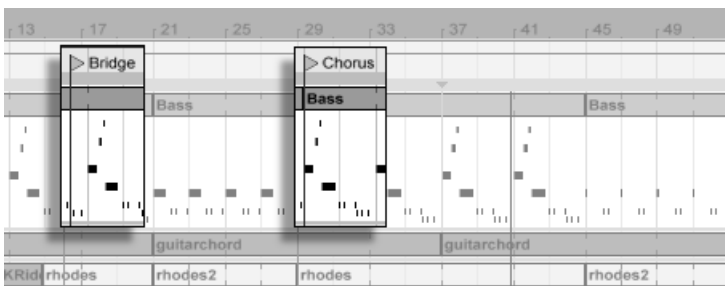 13 17 21 25 29 33 37 41 45 49
Bridge Chorus
Bass Bass Bass
guitarchord guitarchord
KRide rhodes rhodes2 rhodes rhodes2